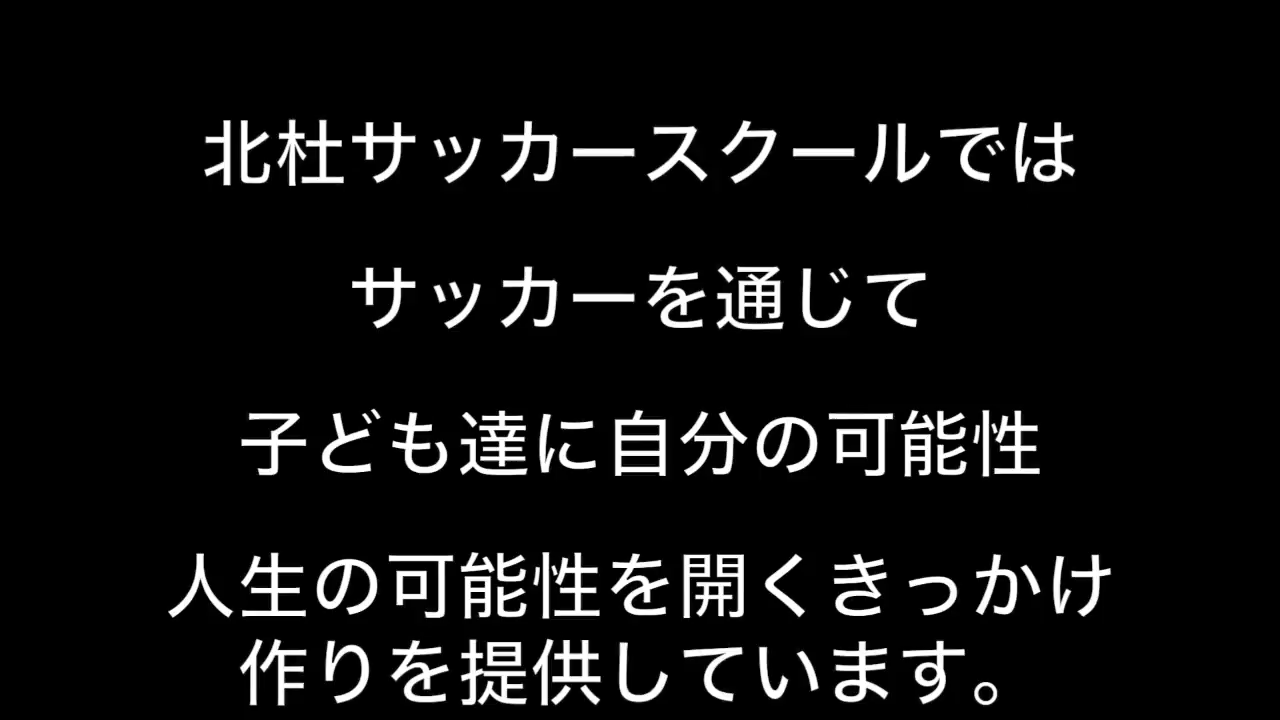 北杜サッカースクールでは
サッカーを通じて
子ども達に自分の可能性
人生の可能性を開くきっかけ
作りを提供しています。